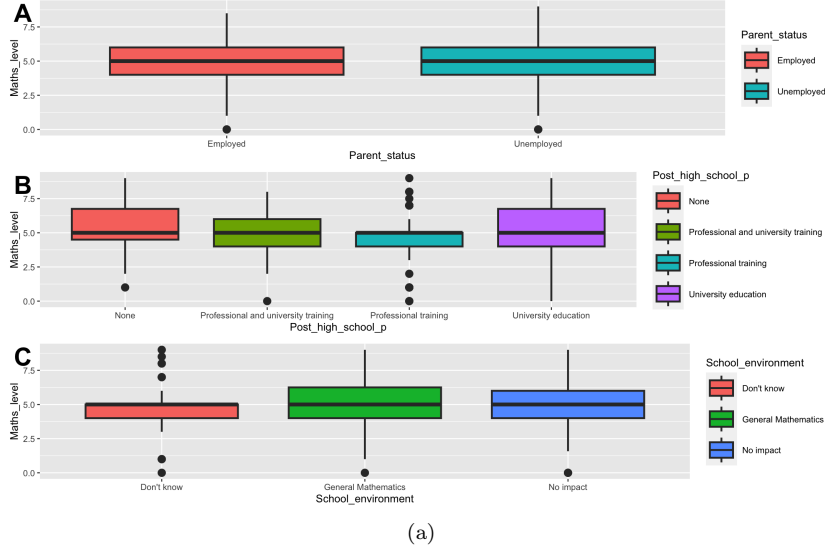 A
Maths_level
7.5
5.0
2.5
0.0
Employed
Unemployed
Parent_status
Parent_status
Employed
Unemployed
B
Maths_level
7.5
5.0
2.5
0.0
None
Professional and university training
Professional training
University education
Post_high_school_p
Post_high_school_p
None
Professional and university training
Professional training
University education
C
Maths_level
7.5
5.0
2.5
0.0
Don't know
General Mathematics
No impact
School_environment
School_environment
Don't know
General Mathematics
No impact
(a)